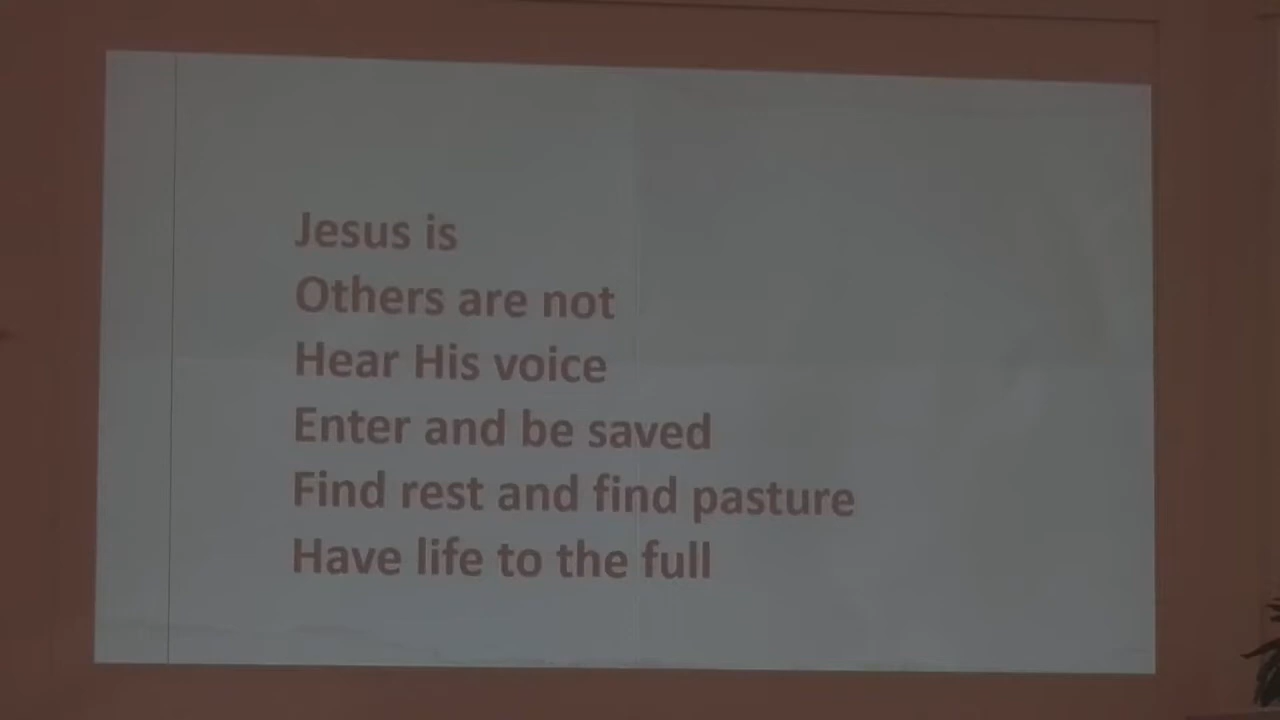 Jesus is
Others are not
Hear His voice
Enter and be saved
Find rest and find pasture
Have life to the full